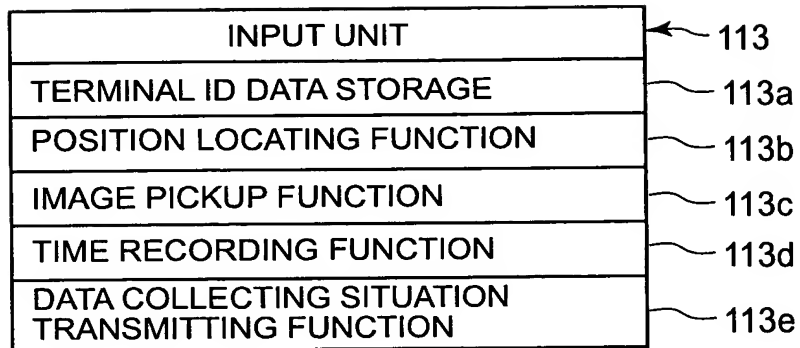 INPUT UNIT 113
TERMINAL ID DATA STORAGE 113a
POSITION LOCATING FUNCTION 113b
IMAGE PICKUP FUNCTION 113c
TIME RECORDING FUNCTION 113d
DATA COLLECTING SITUATION
TRANSMITTING FUNCTION 113e